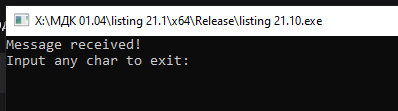 X:\МДК 01.04\listing 21.1\x64\Release\listing 21.10.exe
Message received!
Input any char to exit: